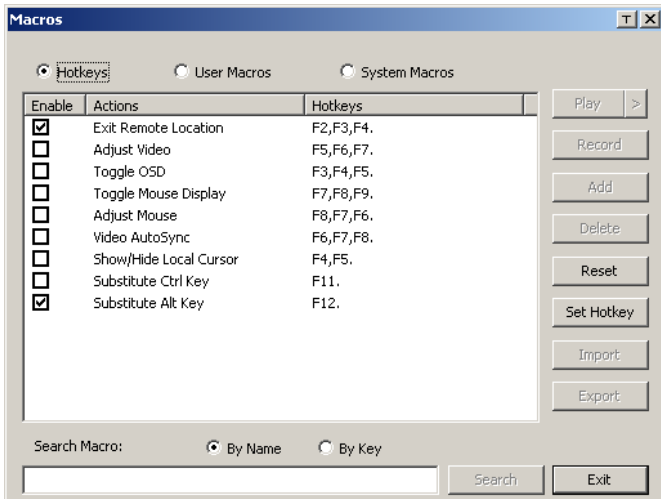 Macros
Hotkeys User Macros System Macros
Enable Actions Hotkeys
Exit Remote Location F2,F3,F4.
Adjust Video F5,F6,F7.
Toggle OSD F3,F4,F5.
Toggle Mouse Display F7,F8,F9.
Adjust Mouse F8,F7,F6.
Video AutoSync F6,F7,F8.
Show/Hide Local Cursor F4,F5.
Substitute Ctrl Key F11.
Substitute Alt Key F12.
Play >
Record
Add
Delete
Reset
Set Hotkey
Import
Export
Search Macro: By Name By Key
Search Exit